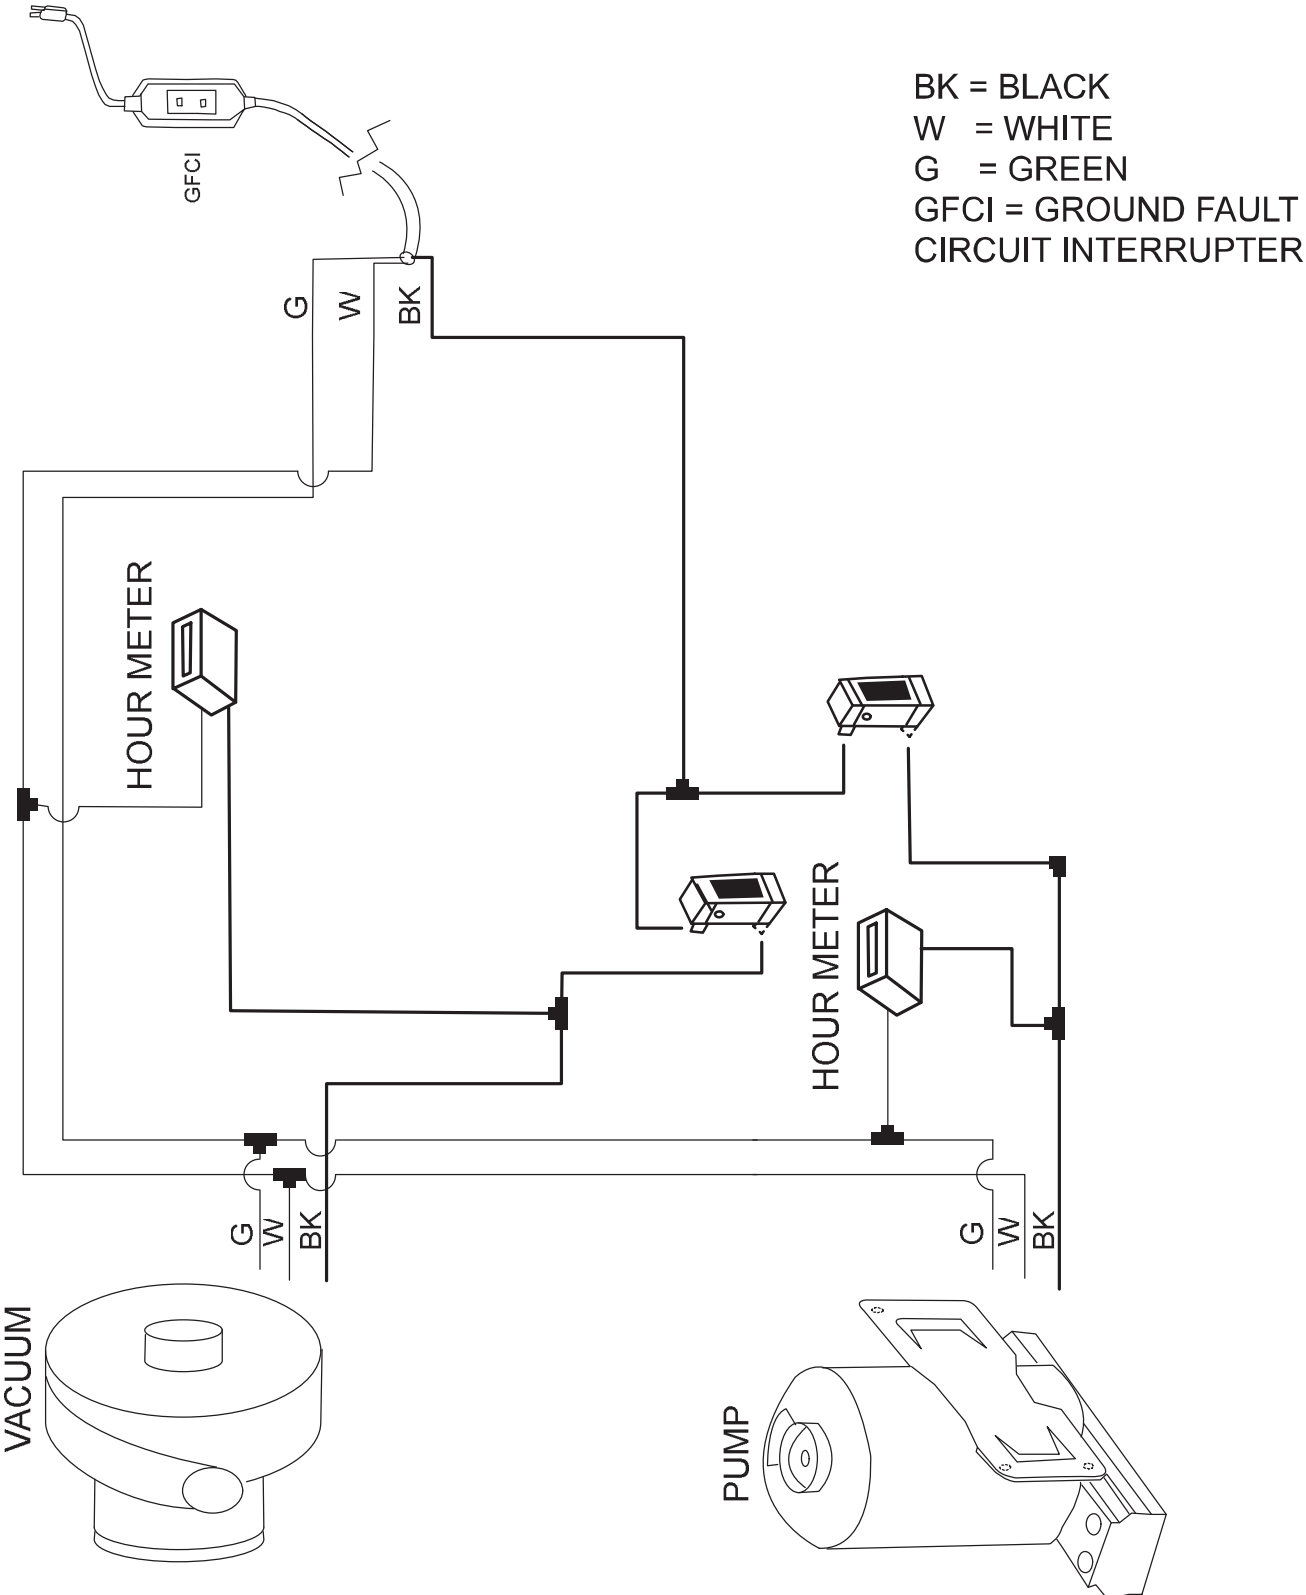 BK = BLACK
W = WHITE
G = GREEN
GFCI = GROUND FAULT
CIRCUIT INTERRUPTER
GFCI
G
W
BK
HOUR METER
HOUR METER
G
W
BK
G
W
BK
VACUUM
PUMP